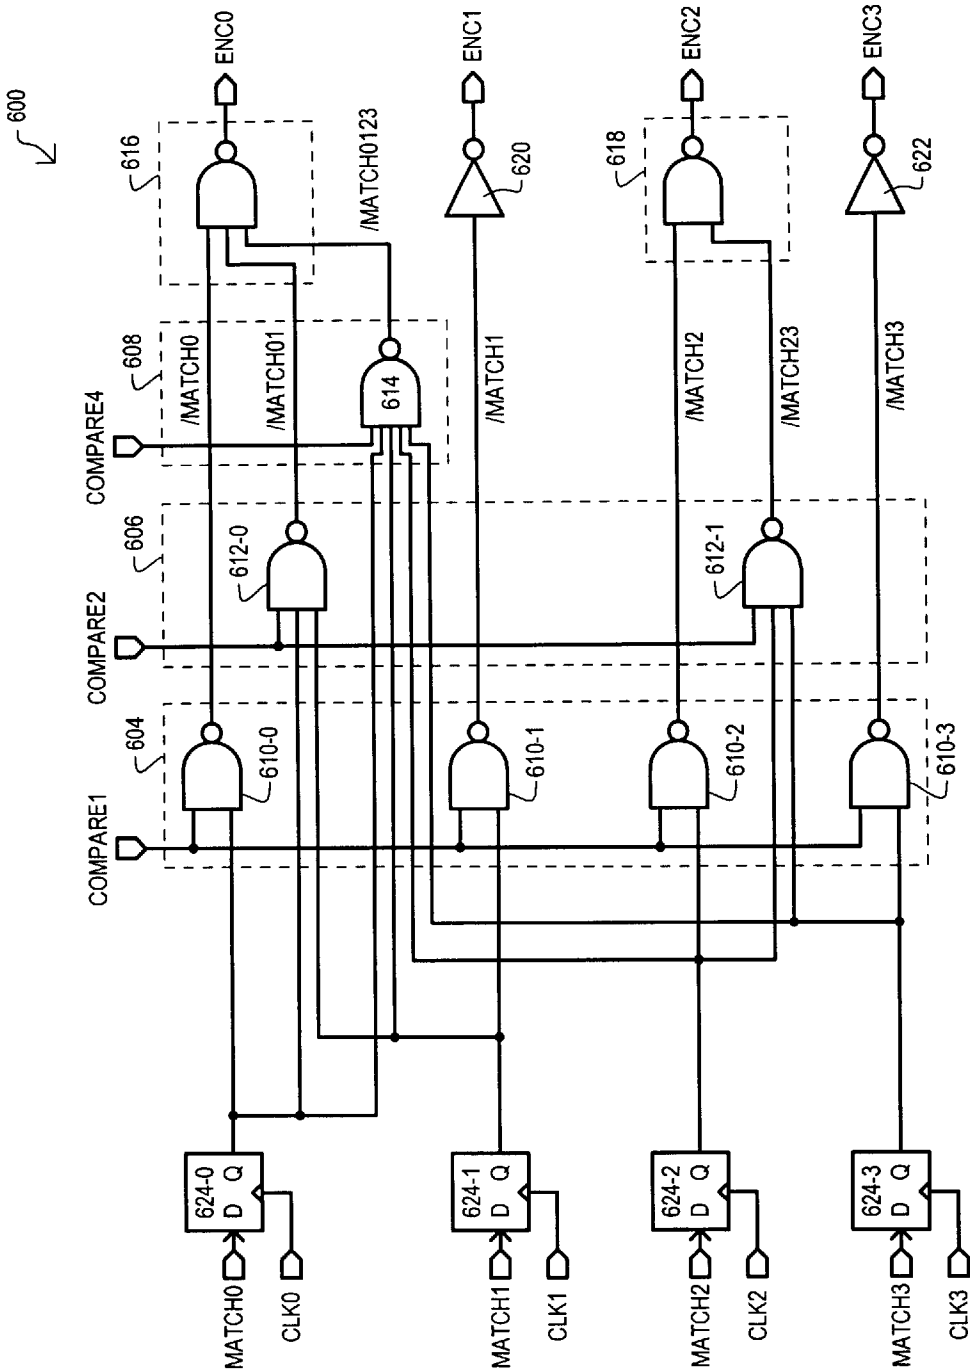 600
COMPARE1
COMPARE2
COMPARE4
604
606
608
616
MATCH0
CLK0
624-0
D Q
610-0
612-0
614
/MATCH0
/MATCH01
/MATCH0123
ENC0
MATCH1
CLK1
624-1
D Q
610-1
/MATCH1
620
ENC1
MATCH2
CLK2
624-2
D Q
610-2
612-1
/MATCH2
/MATCH23
618
ENC2
MATCH3
CLK3
624-3
D Q
610-3
/MATCH3
622
ENC3